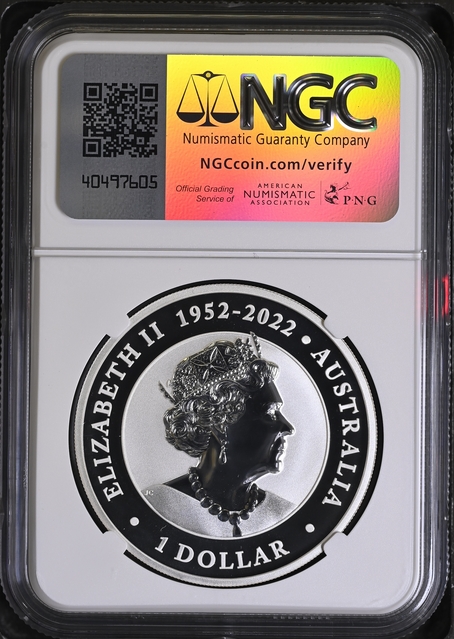 NGC
Numismatic Guaranty Company
NGCcoin.com/verify
40497605
Official Grading
Service of
AMERICAN
NUMISMATIC
ASSOCIATION
P·N·G
ELIZABETH II 1952-2022 • AUSTRALIA • 1 DOLLAR •
JC